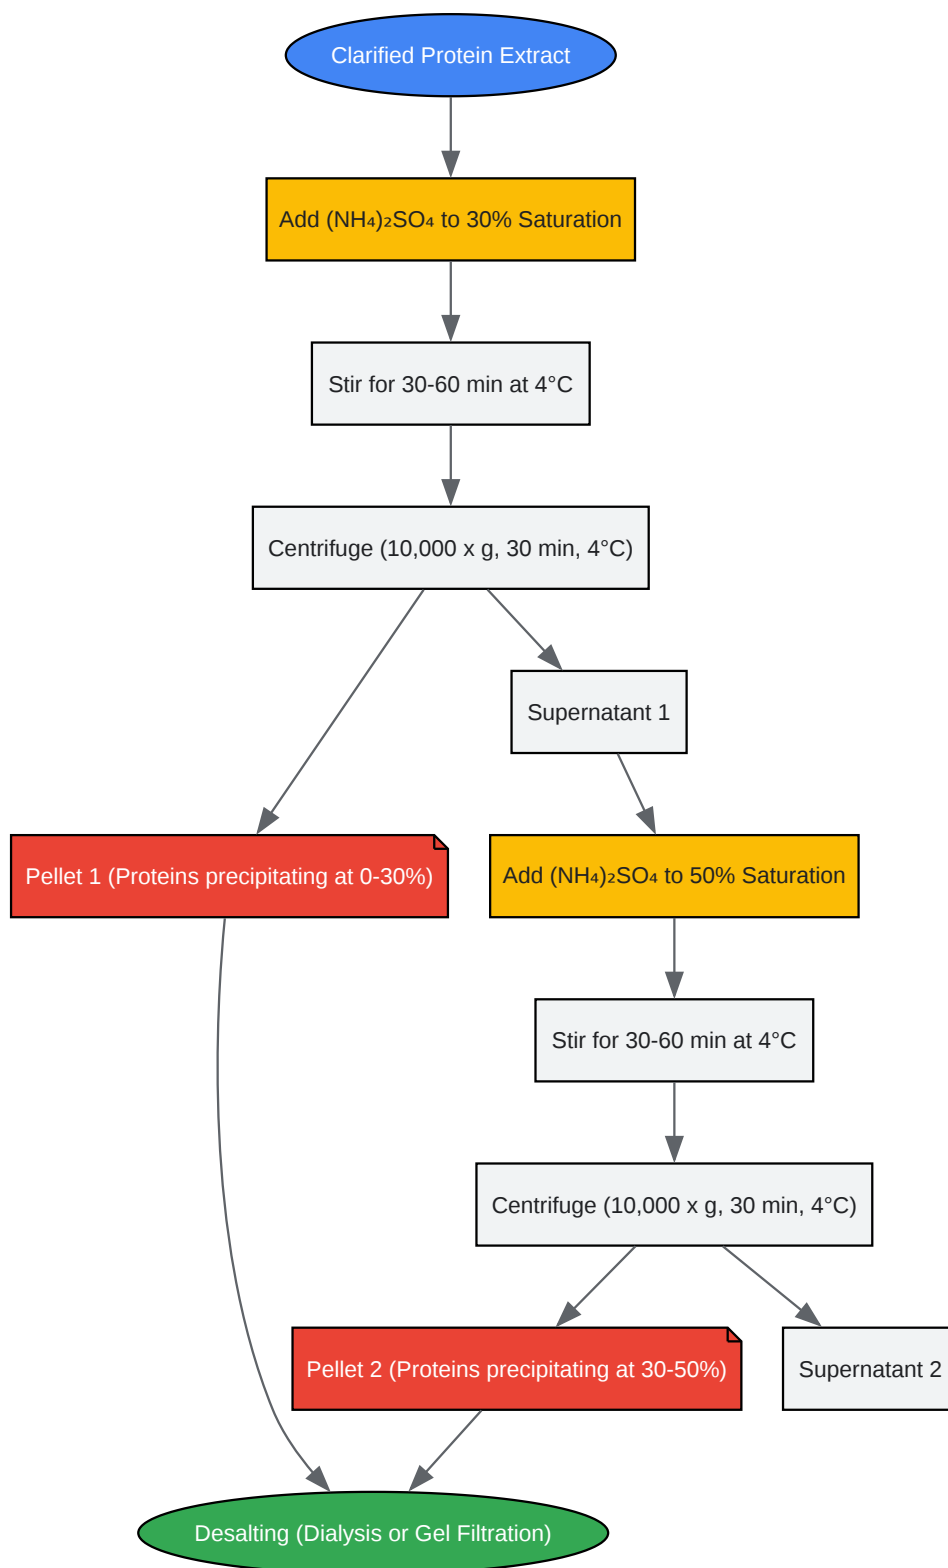 Clarified Protein Extract
Add (NH₄)₂SO₄ to 30% Saturation
Stir for 30-60 min at 4°C
Centrifuge (10,000 x g, 30 min, 4°C)
Supernatant 1
Pellet 1 (Proteins precipitating at 0-30%)
Add (NH₄)₂SO₄ to 50% Saturation
Stir for 30-60 min at 4°C
Centrifuge (10,000 x g, 30 min, 4°C)
Pellet 2 (Proteins precipitating at 30-50%)
Supernatant 2
Desalting (Dialysis or Gel Filtration)